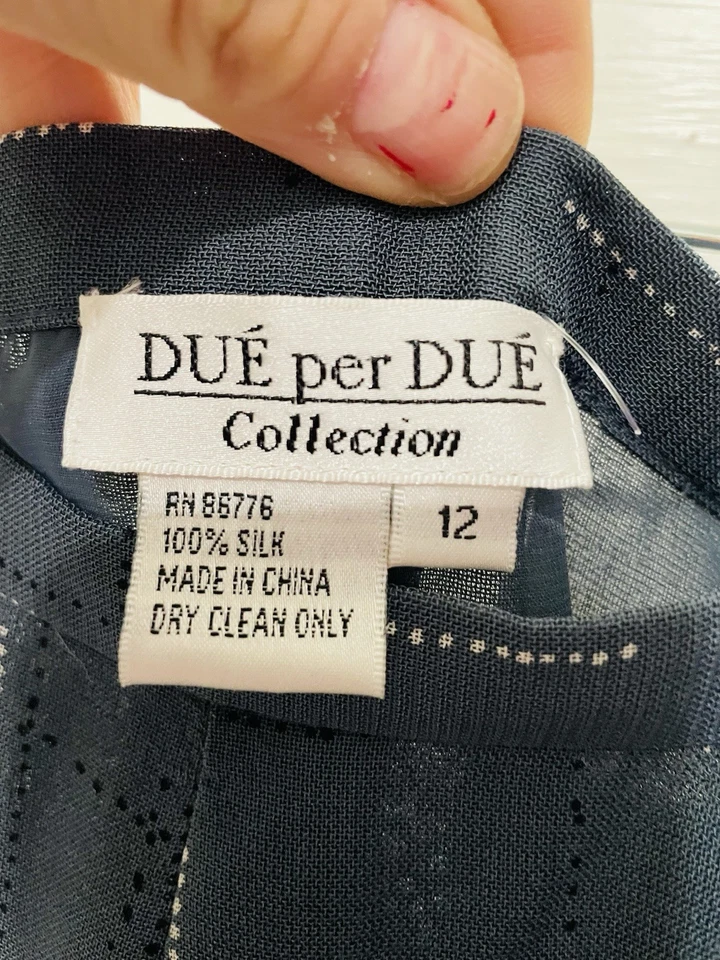 DUÉ per DUÉ
Collection
RN 86776
100% SILK
MADE IN CHINA
DRY CLEAN ONLY
12